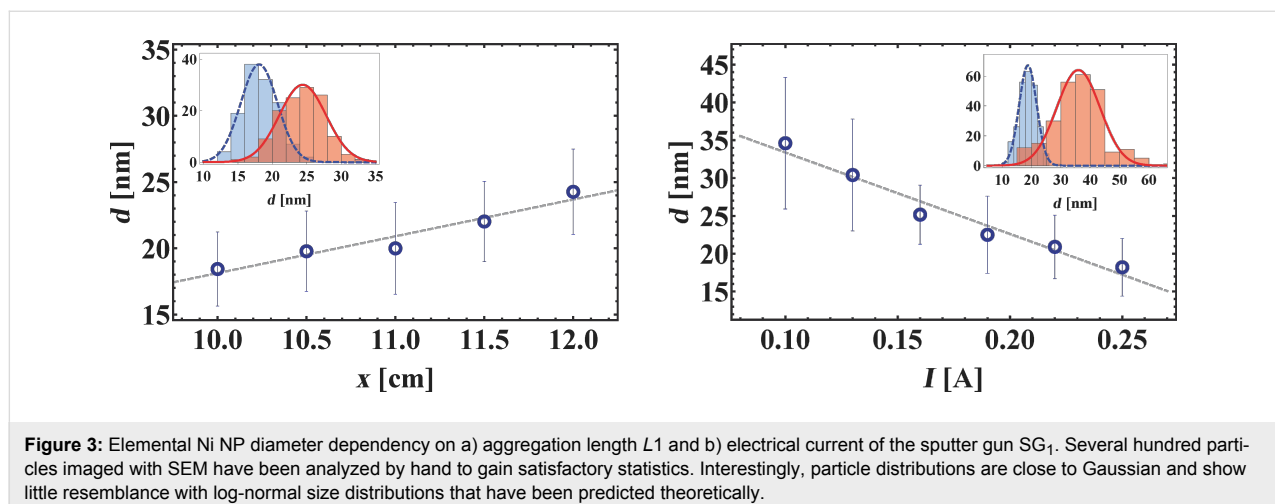 35
30
25
20
15
d [nm]
10.0 10.5 11.0 11.5 12.0
x [cm]
40
20
0
10 15 20 25 30 35
d [nm]
45
40
35
30
25
20
15
d [nm]
0.10 0.15 0.20 0.25
I [A]
60
40
20
0
10 20 30 40 50 60
d [nm]
Figure 3: Elemental Ni NP diameter dependency on a) aggregation length L1 and b) electrical current of the sputter gun SG₁. Several hundred parti-
cles imaged with SEM have been analyzed by hand to gain satisfactory statistics. Interestingly, particle distributions are close to Gaussian and show
little resemblance with log-normal size distributions that have been predicted theoretically.